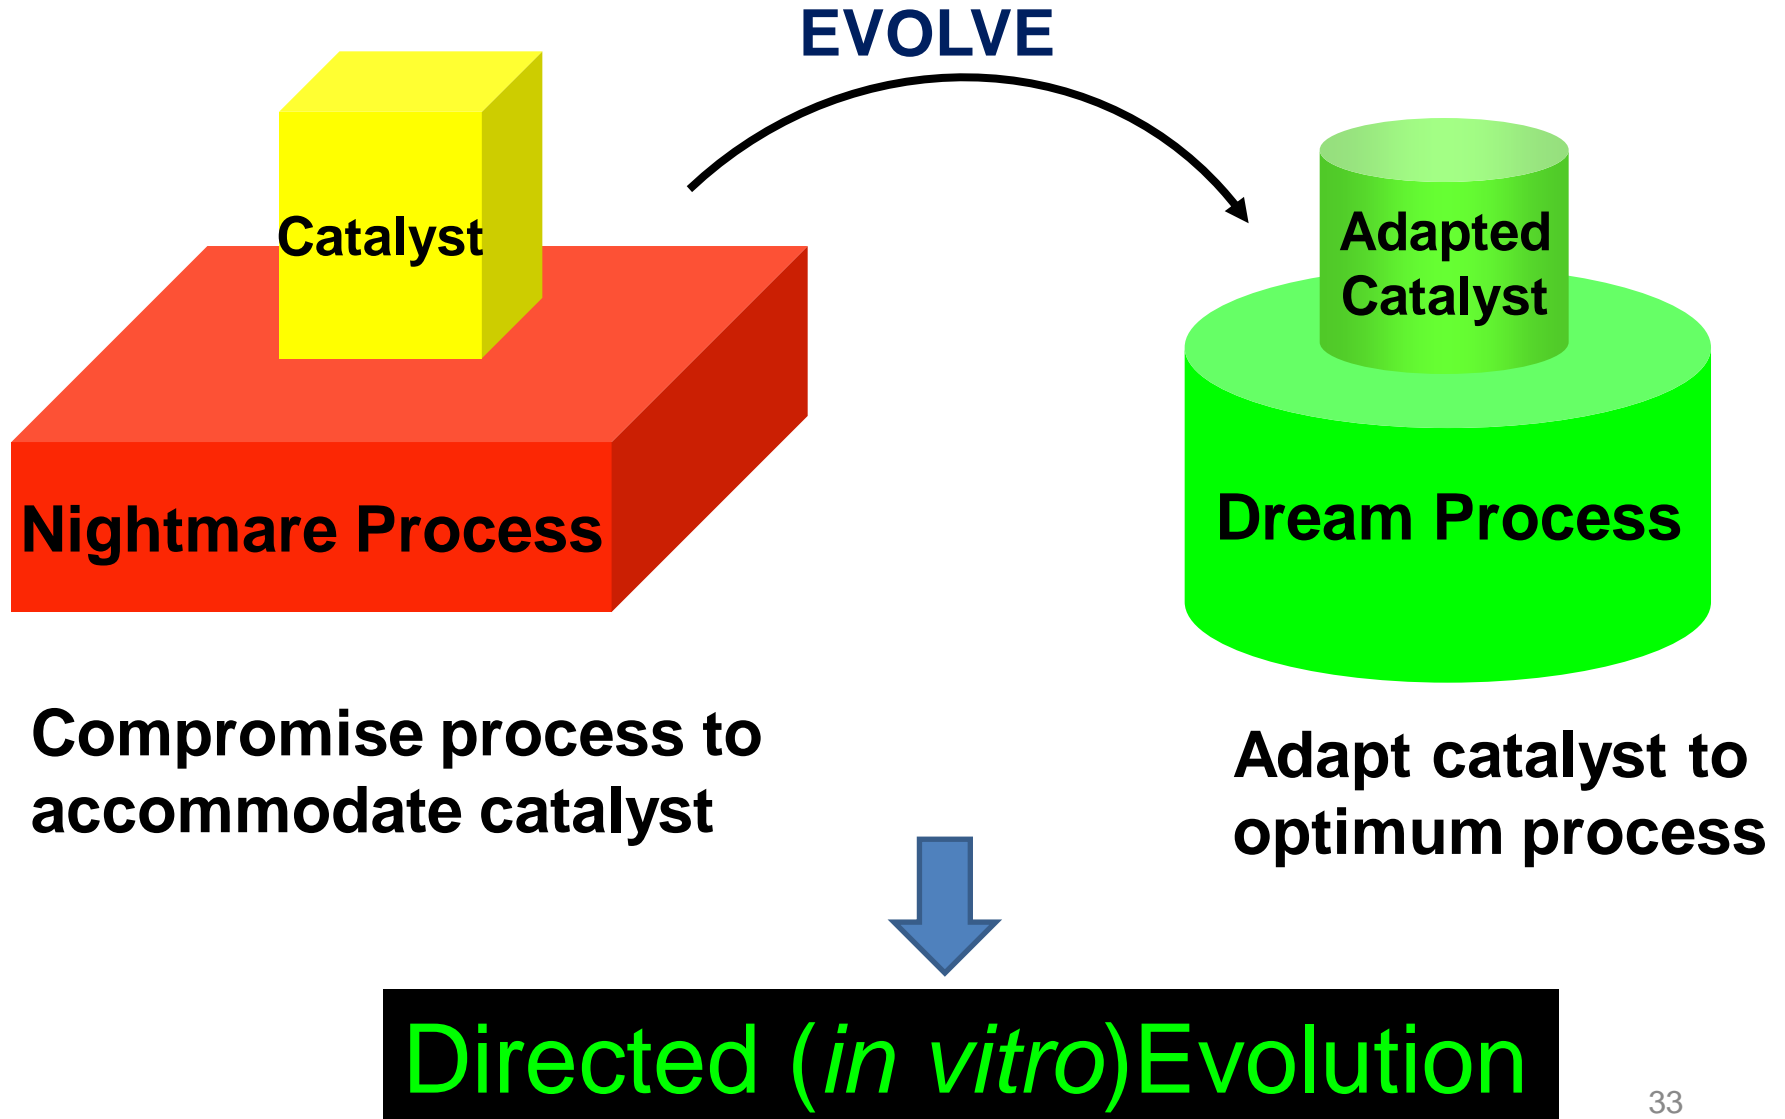 EVOLVE
Catalyst
Nightmare Process
Adapted
Catalyst
Dream Process
Compromise process to
accommodate catalyst
Adapt catalyst to
optimum process
Directed (in vitro)Evolution
33